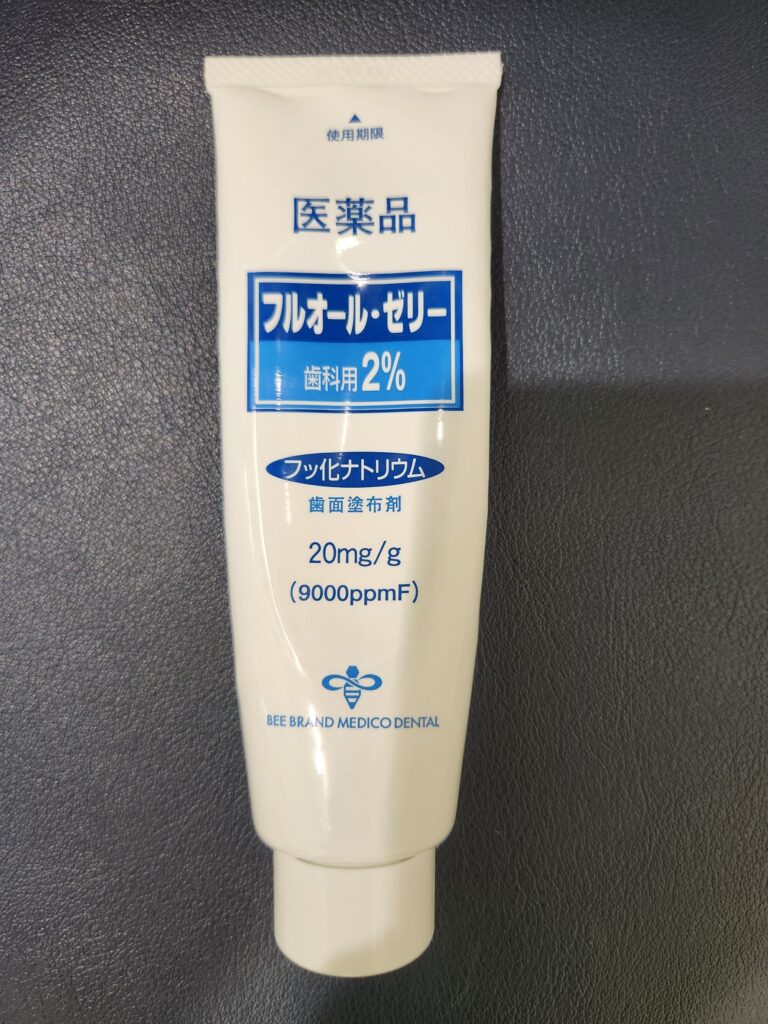 ▲
使用期限
医薬品
フルオール・ゼリー
歯科用2%
フッ化ナトリウム
歯面塗布剤
20mg/g
(9000ppmF)
BEE BRAND MEDICO DENTAL